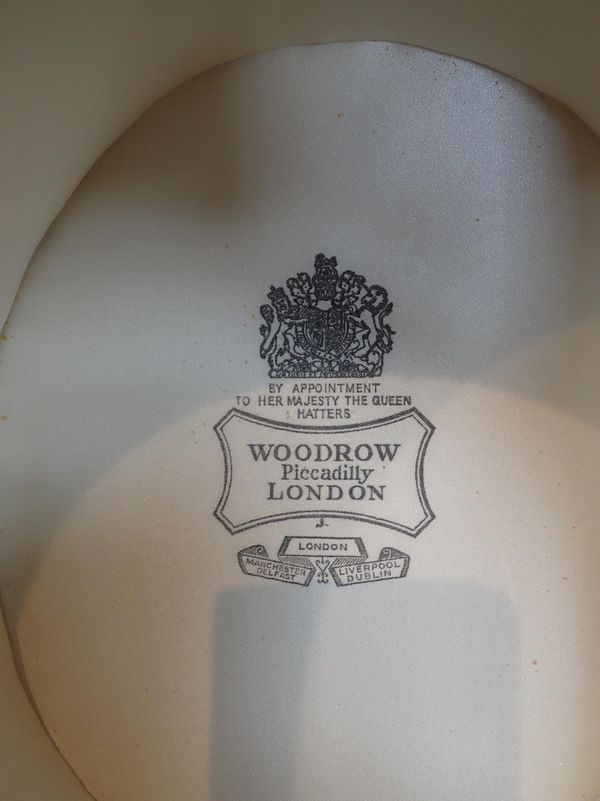 BY APPOINTMENT
TO HER MAJESTY THE QUEEN
HATTERS
WOODROW
Piccadilly
LONDON
LONDON
MANCHESTER LIVERPOOL
BELFAST DUBLIN